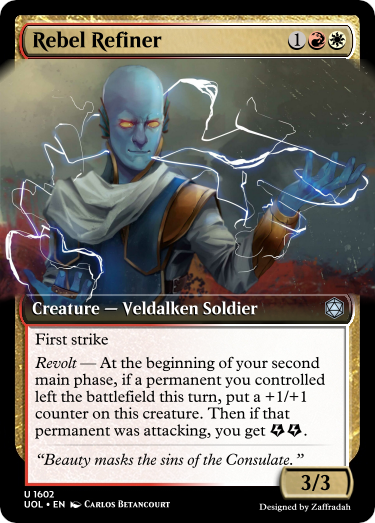 Rebel Refiner 1
Creature — Veldalken Soldier
First strike
Revolt — At the beginning of your second
main phase, if a permanent you controlled
left the battlefield this turn, put a +1/+1
counter on this creature. Then if that
permanent was attacking, you get.
“Beauty masks the sins of the Consulate.”
3/3
U 1602
UOL • EN Carlos Betancourt
Designed by Zaffradah